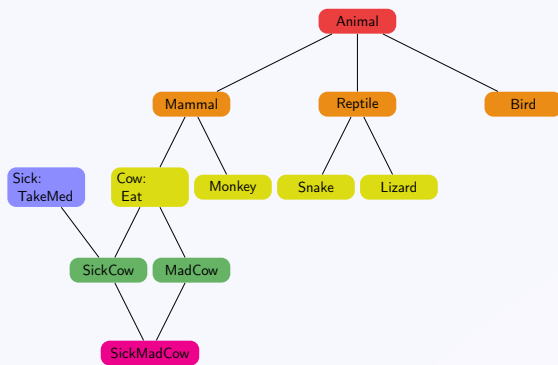 Animal
Mammal
Reptile
Bird
Sick:
TakeMed
Cow:
Eat
Monkey
Snake
Lizard
SickCow
MadCow
SickMadCow